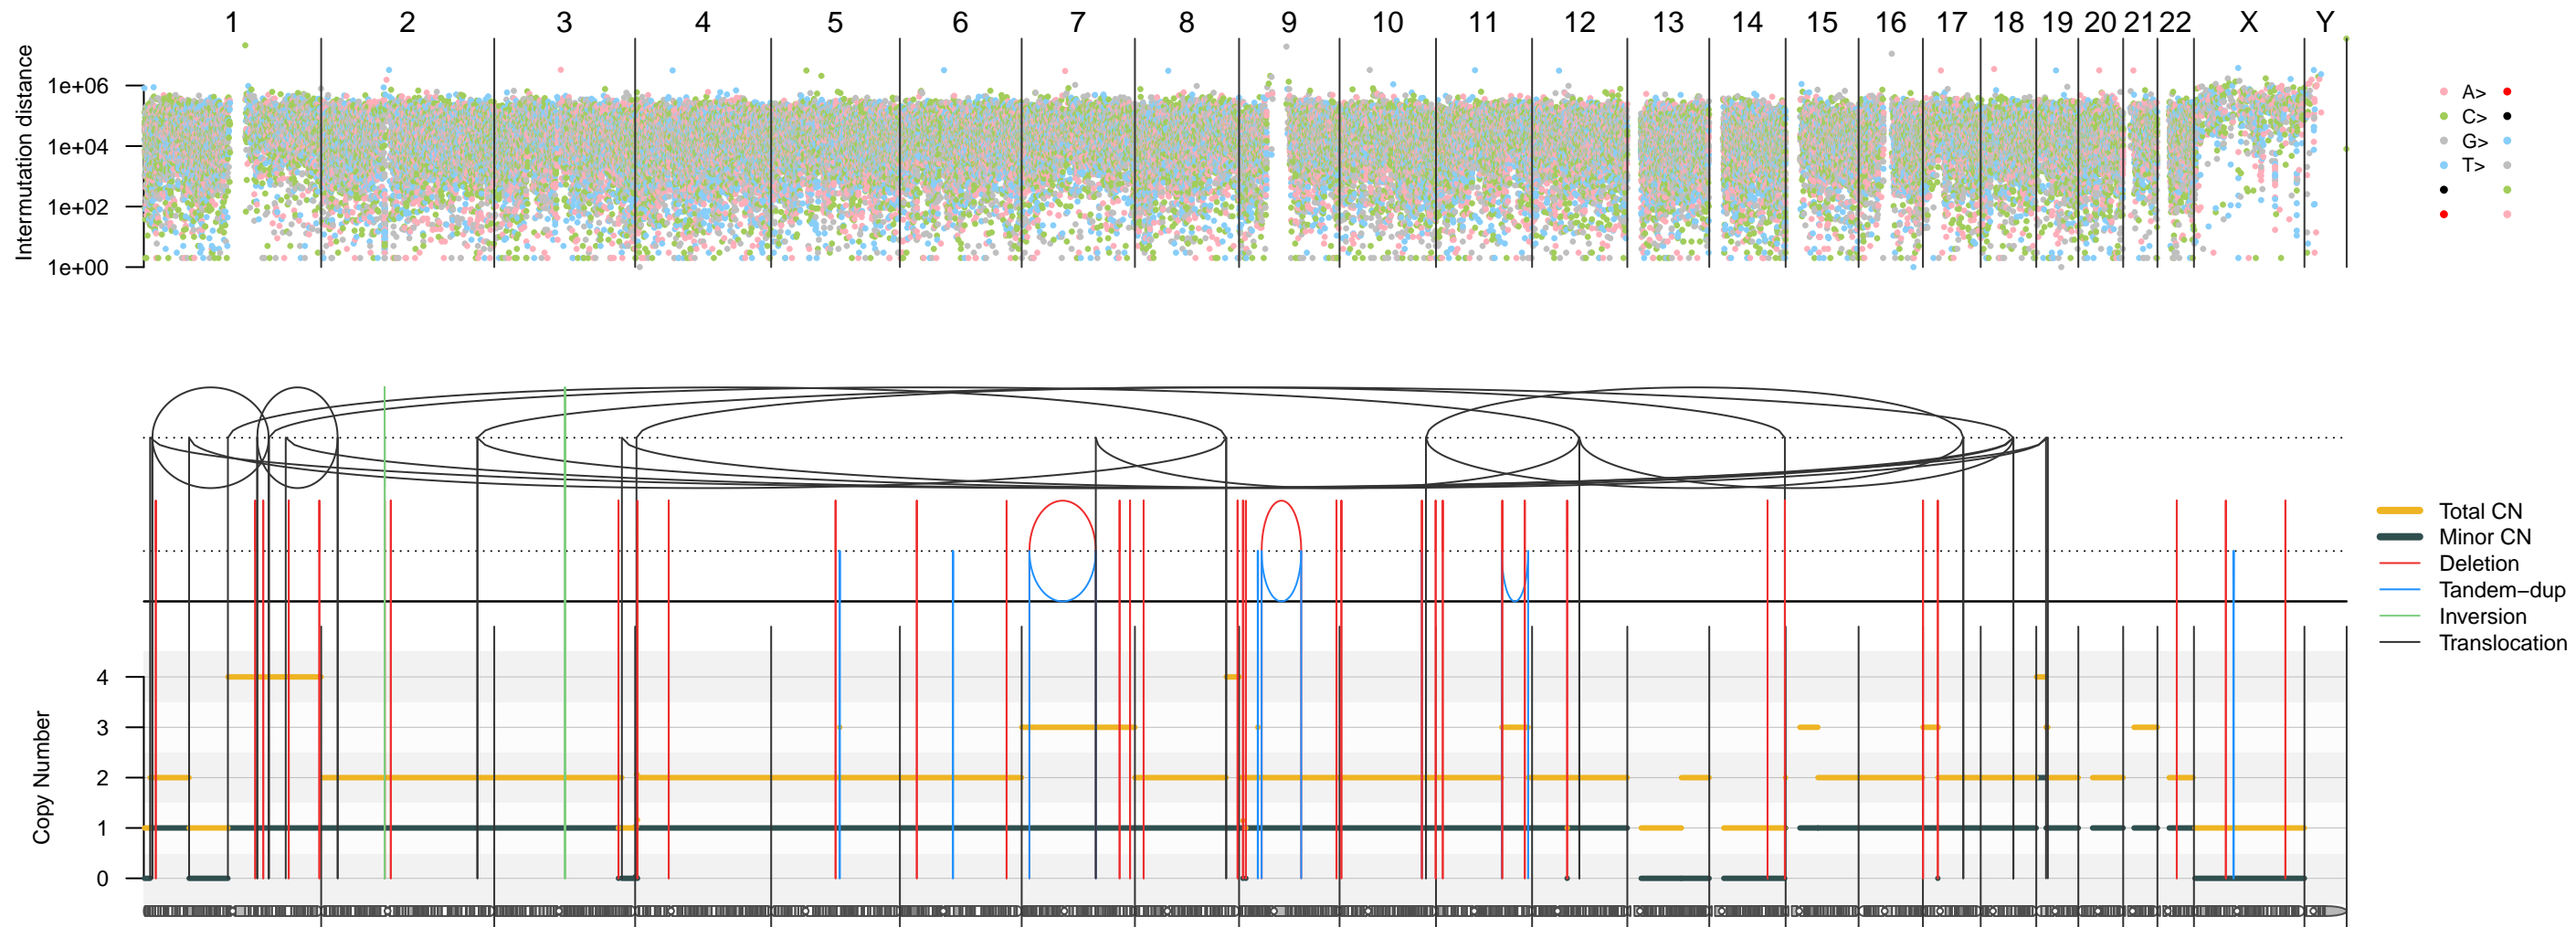 1 2 3 4 5 6 7 8 9 10 11 12 13 14 15 16 17 18 19 20 21 22 X Y
Intermutation distance
1e+06
1e+04
1e+02
1e+00
A>
C>
G>
T>
Total CN
Minor CN
Deletion
Tandem−dup
Inversion
Translocation
Copy Number
4
3
2
1
0